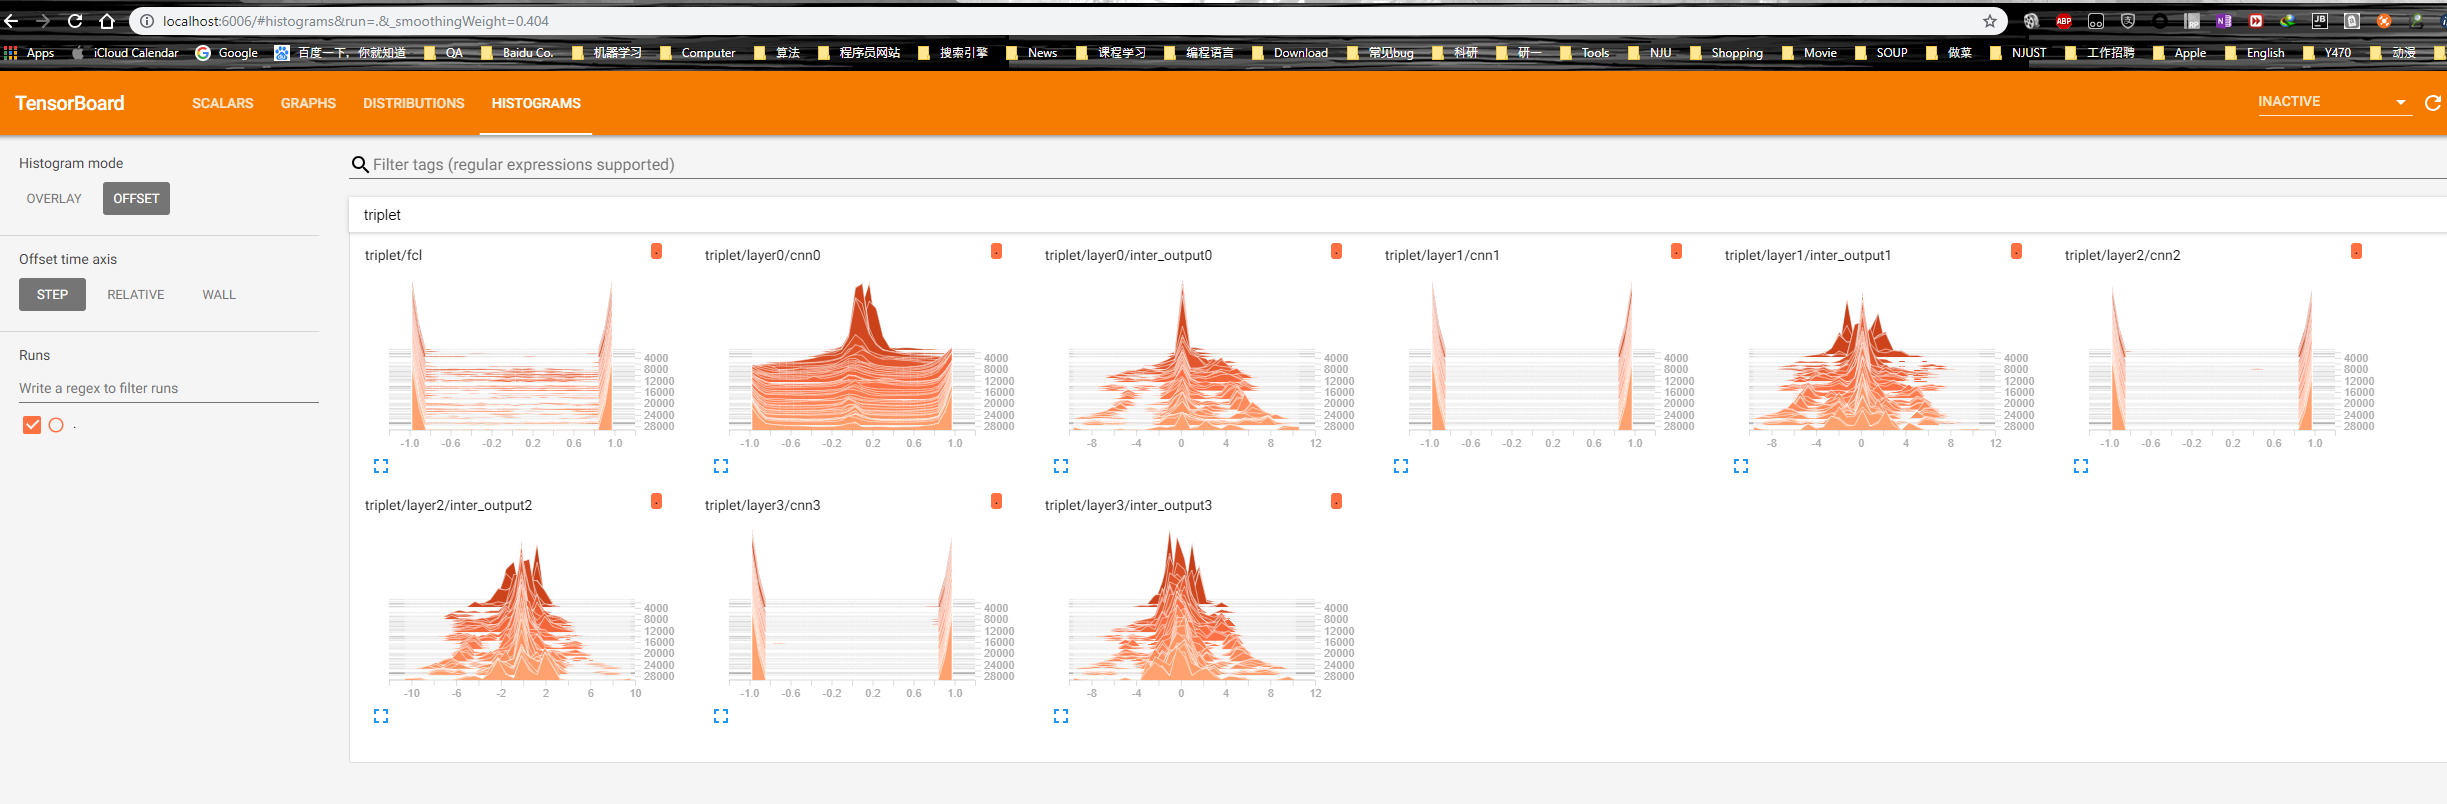 localhost:6006/#histograms&run=.&_smoothingWeight=0.404
Apps iCloud Calendar Google 百度一下，你就知道 QA Baidu Co. 机器学习 Computer 算法 程序员网站 搜索引擎 News 课程学习 编程语言 Download 常见bug 科研 研一 Tools NJU Shopping Movie SOUP 做菜 NJUST 工作招聘 Apple English Y470 动漫
TensorBoard SCALARS GRAPHS DISTRIBUTIONS HISTOGRAMS INACTIVE
Histogram mode
OVERLAY OFFSET
Offset time axis
STEP RELATIVE WALL
Runs
Write a regex to filter runs
.
Filter tags (regular expressions supported)
triplet
triplet/fcl
4000
8000
12000
16000
20000
24000
28000
-1.0 -0.6 -0.2 0.2 0.6 1.0
triplet/layer0/cnn0
4000
8000
12000
16000
20000
24000
28000
-1.0 -0.6 -0.2 0.2 0.6 1.0
triplet/layer0/inter_output0
4000
8000
12000
16000
20000
24000
28000
-8 -4 0 4 8 12
triplet/layer1/cnn1
4000
8000
12000
16000
20000
24000
28000
-1.0 -0.6 -0.2 0.2 0.6 1.0
triplet/layer1/inter_output1
4000
8000
12000
16000
20000
24000
28000
-8 -4 0 4 8 12
triplet/layer2/cnn2
4000
8000
12000
16000
20000
24000
28000
-1.0 -0.6 -0.2 0.2 0.6 1.0
triplet/layer2/inter_output2
4000
8000
12000
16000
20000
24000
28000
-10 -6 -2 2 6 10
triplet/layer3/cnn3
4000
8000
12000
16000
20000
24000
28000
-1.0 -0.6 -0.2 0.2 0.6 1.0
triplet/layer3/inter_output3
4000
8000
12000
16000
20000
24000
28000
-8 -4 0 4 8 12